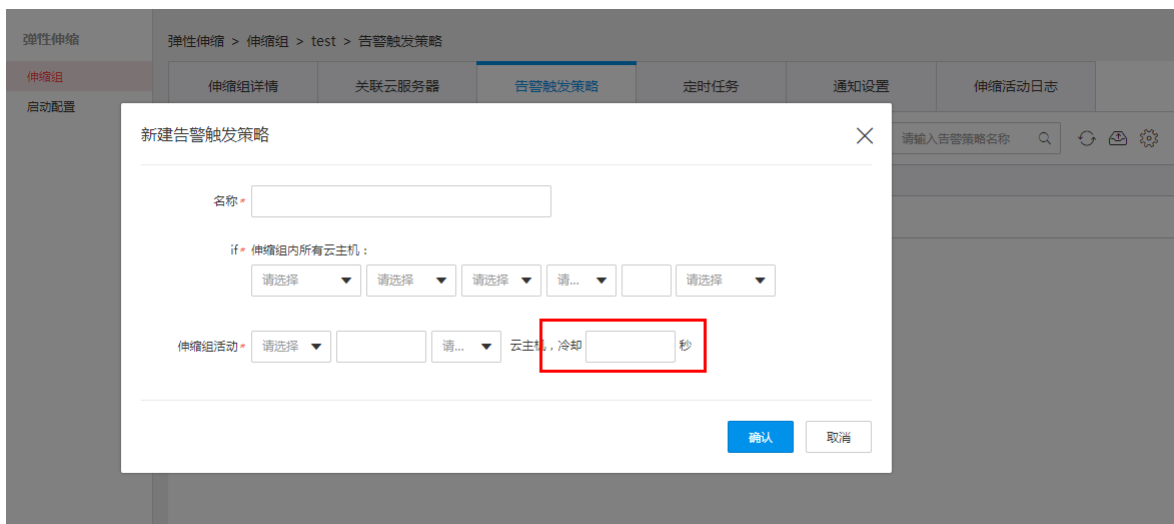 弹性伸缩
弹性伸缩 > 伸缩组 > test > 告警触发策略
伸缩组
启动配置
伸缩组详情 关联云服务器 告警触发策略 定时任务 通知设置 伸缩活动日志
请输入告警策略名称
新建告警触发策略
名称*
if* 伸缩组内所有云主机：
请选择 请选择 请选择 请... 请选择
伸缩组活动* 请选择 请... 云主机，冷却 秒
确认 取消